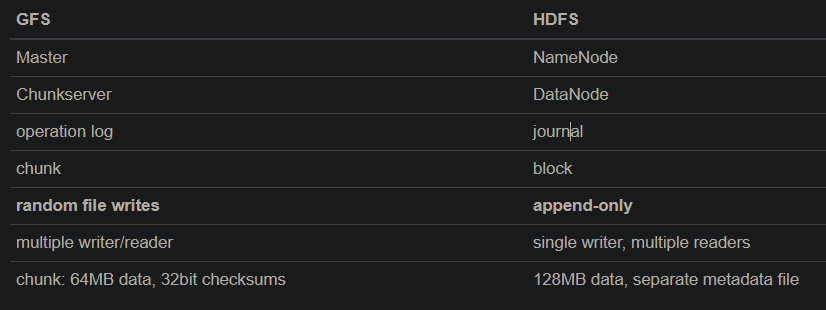 GFS HDFS
Master NameNode
Chunkserver DataNode
operation log journal
chunk block
random file writes append-only
multiple writer/reader single writer, multiple readers
chunk: 64MB data, 32bit checksums 128MB data, separate metadata file